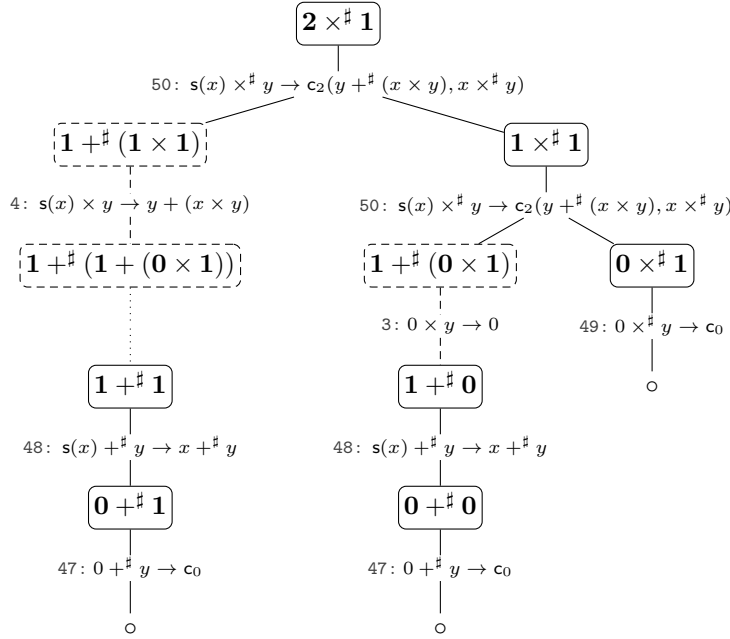 2 ×♯ 1
50: s(x) ×♯ y → c₂(y +♯ (x × y), x ×♯ y)
1 +♯ (1 × 1)
1 ×♯ 1
4: s(x) × y → y + (x × y)
50: s(x) ×♯ y → c₂(y +♯ (x × y), x ×♯ y)
1 +♯ (1 + (0 × 1))
1 +♯ (0 × 1)
0 ×♯ 1
3: 0 × y → 0
49: 0 ×♯ y → c₀
1 +♯ 1
1 +♯ 0
48: s(x) +♯ y → x +♯ y
48: s(x) +♯ y → x +♯ y
0 +♯ 1
0 +♯ 0
47: 0 +♯ y → c₀
47: 0 +♯ y → c₀